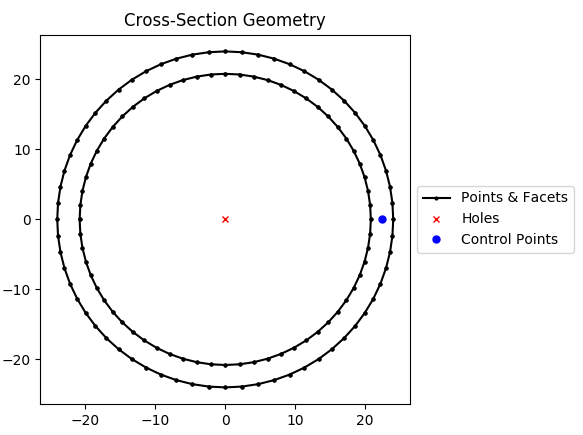 Cross-Section Geometry
20
10
0
−10
−20
−20 −10 0 10 20
Points & Facets
Holes
Control Points